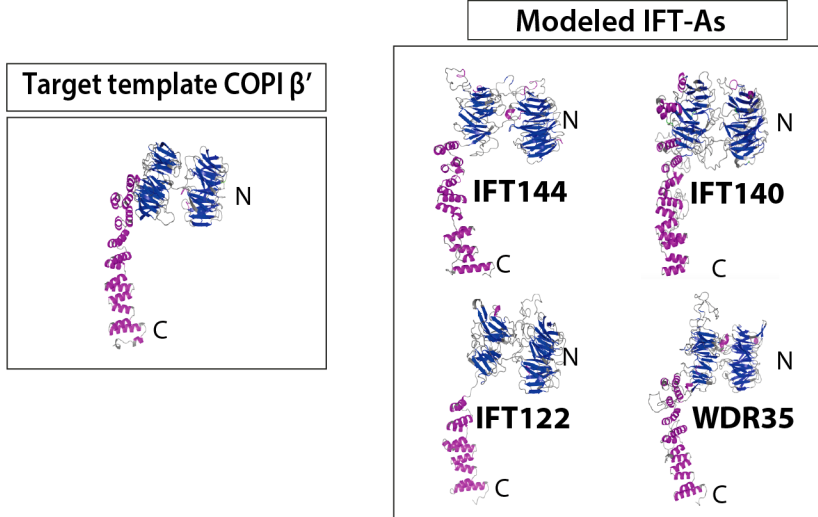 Modeled IFT-As
Target template COPI β’
N
C
N
IFT144
C
N
IFT140
C
N
IFT122
C
N
WDR35
C